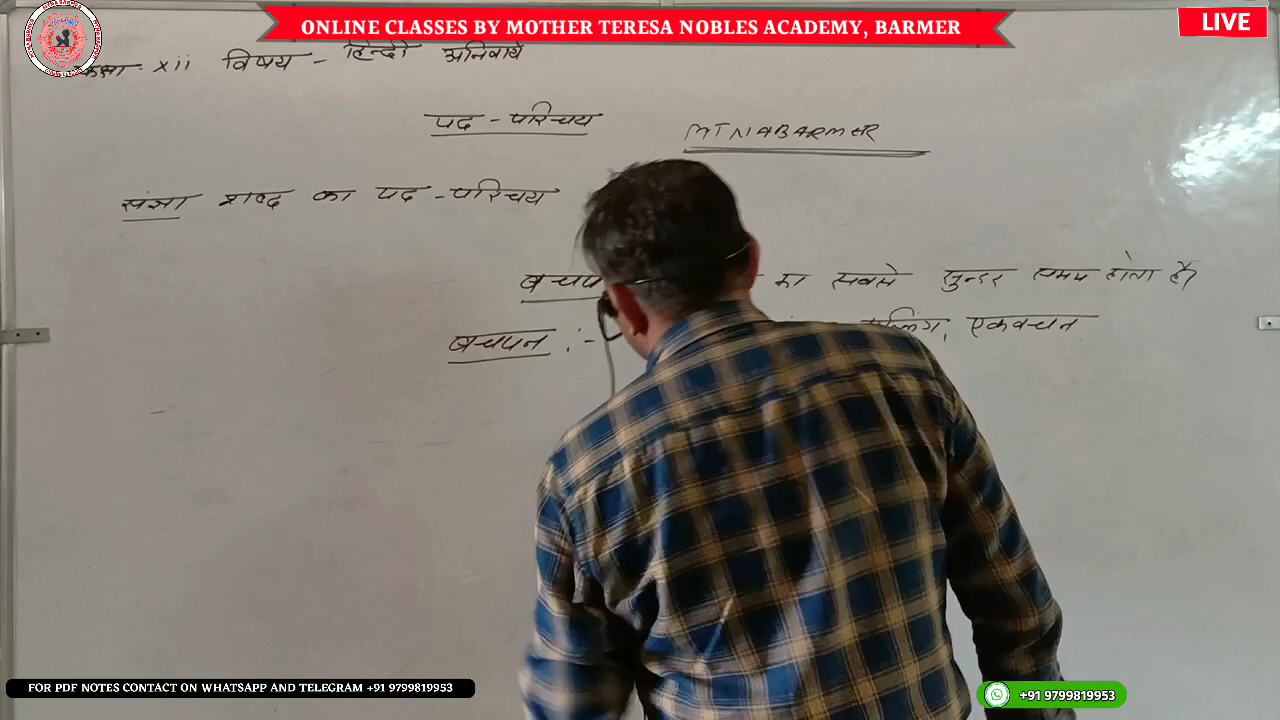 ONLINE CLASSES BY MOTHER TERESA NOBLES ACADEMY, BARMER
LIVE
कक्षा- xii विषय - हिन्दी अनिवार्य
पद - परिचय
MTNABARMER
संज्ञा शब्द का पद - परिचय
बचप का सबसे सुन्दर समय होता है।
बचपन :- पुल्लिंग, एकवचन
FOR PDF NOTES CONTACT ON WHATSAPP AND TELEGRAM +91 9799819953
+91 9799819953